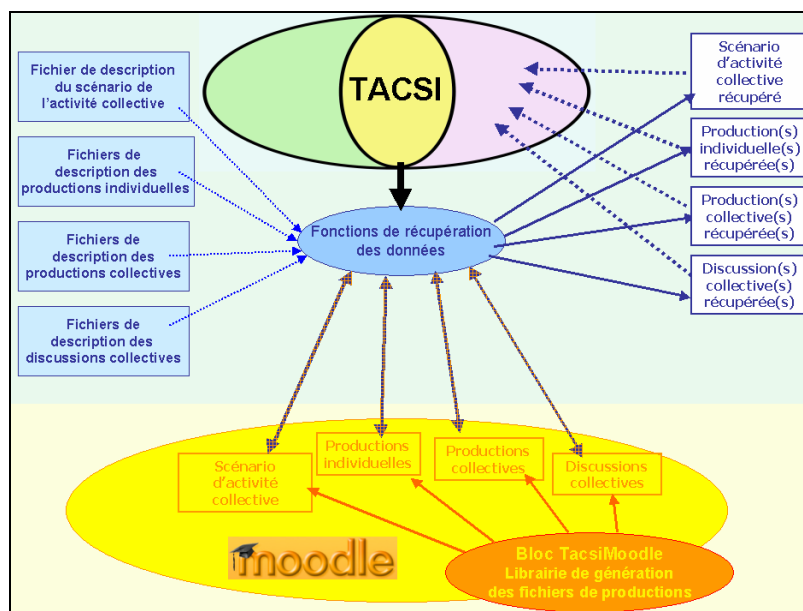 TACSI
Fichier de description
du scénario de
l'activité collective
Fichiers de
description des
productions individuelles
Fichiers de
description des
productions collectives
Fichiers de
description des
discussions collectives
Fonctions de récupération
des données
Scénario
d'activité
collective
récupéré
Production(s)
individuelle(s)
récupérée(s)
Production(s)
collective(s)
récupérée(s)
Discussion(s)
collective(s)
récupérée(s)
Scénario
d'activité
collective
Productions
individuelles
Productions
collectives
Discussions
collectives
moodle
Bloc TacsiMoodle
Librairie de génération
des fichiers de productions